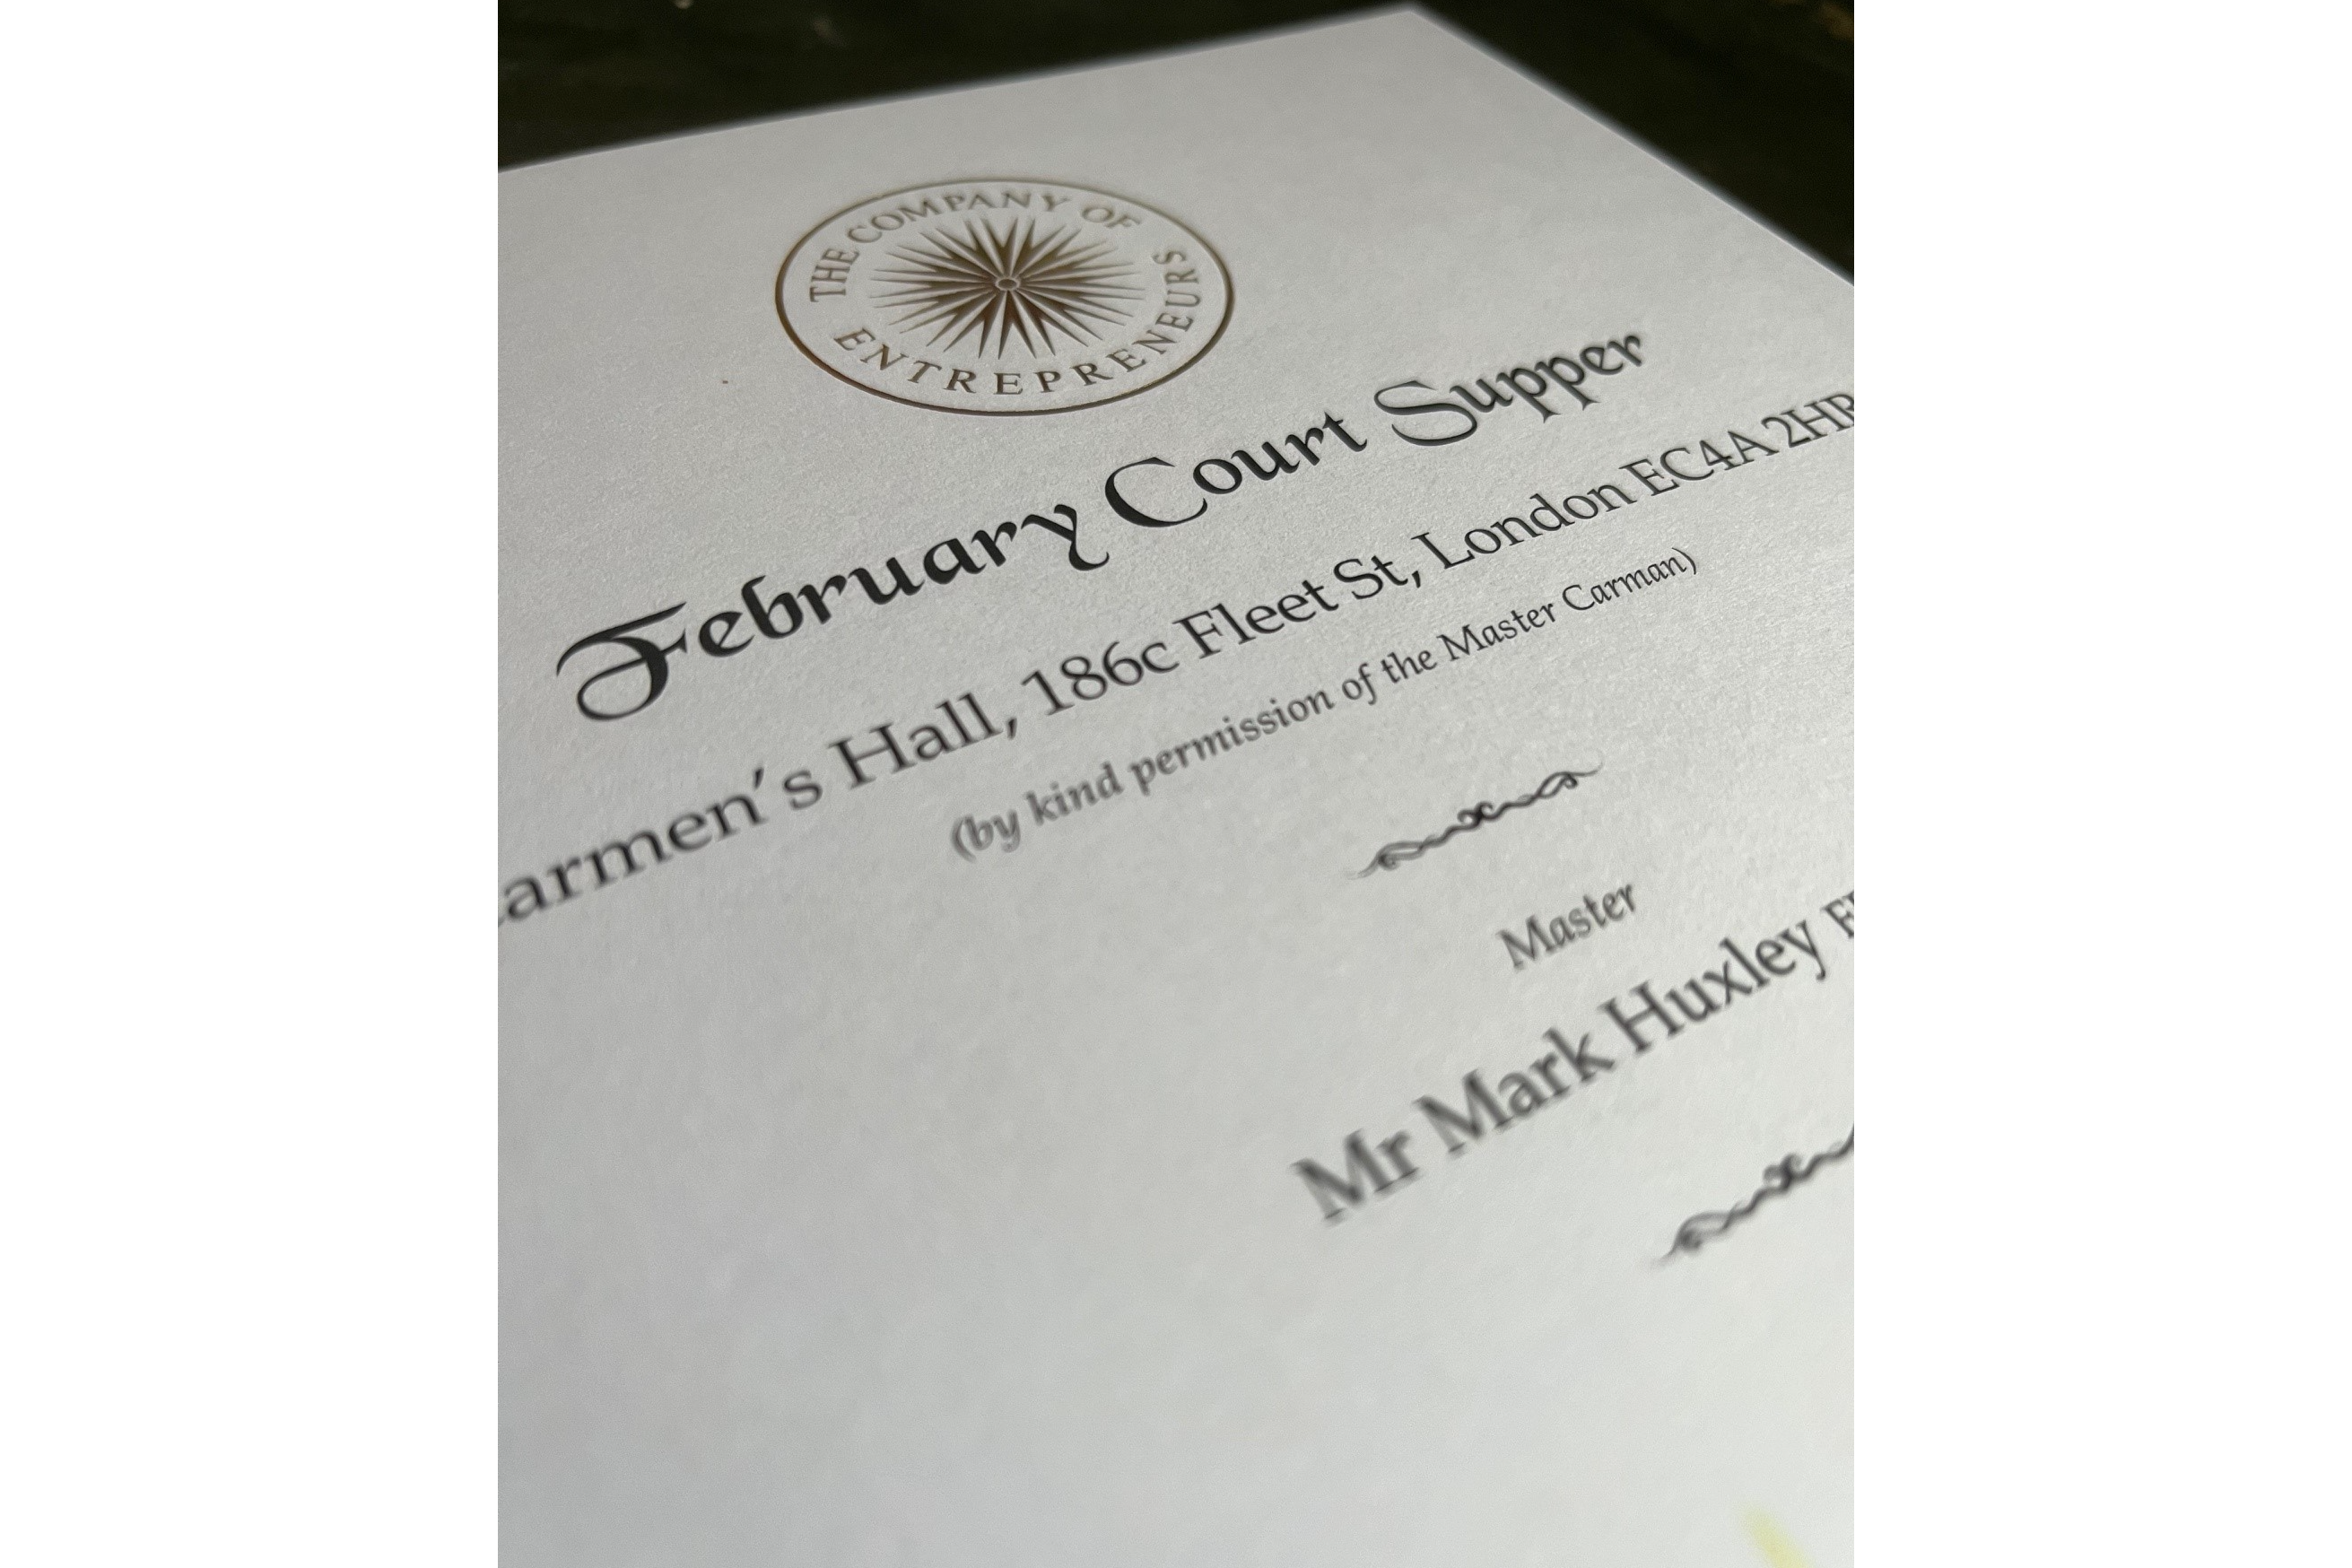 THE COMPANY OF
ENTREPRENEURS
February Court Supper
armen's Hall, 186c Fleet St, London EC4A 2HR
(by kind permission of the Master Carman)
Master
Mr Mark Huxley